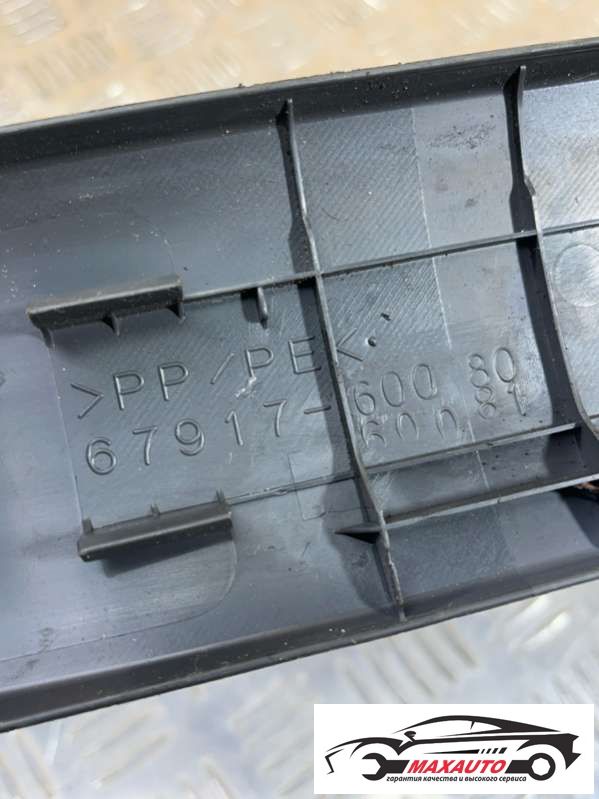 >PP/PE<
67917-60080
60081
MAXAUTO
гарантия качества и высокого сервиса